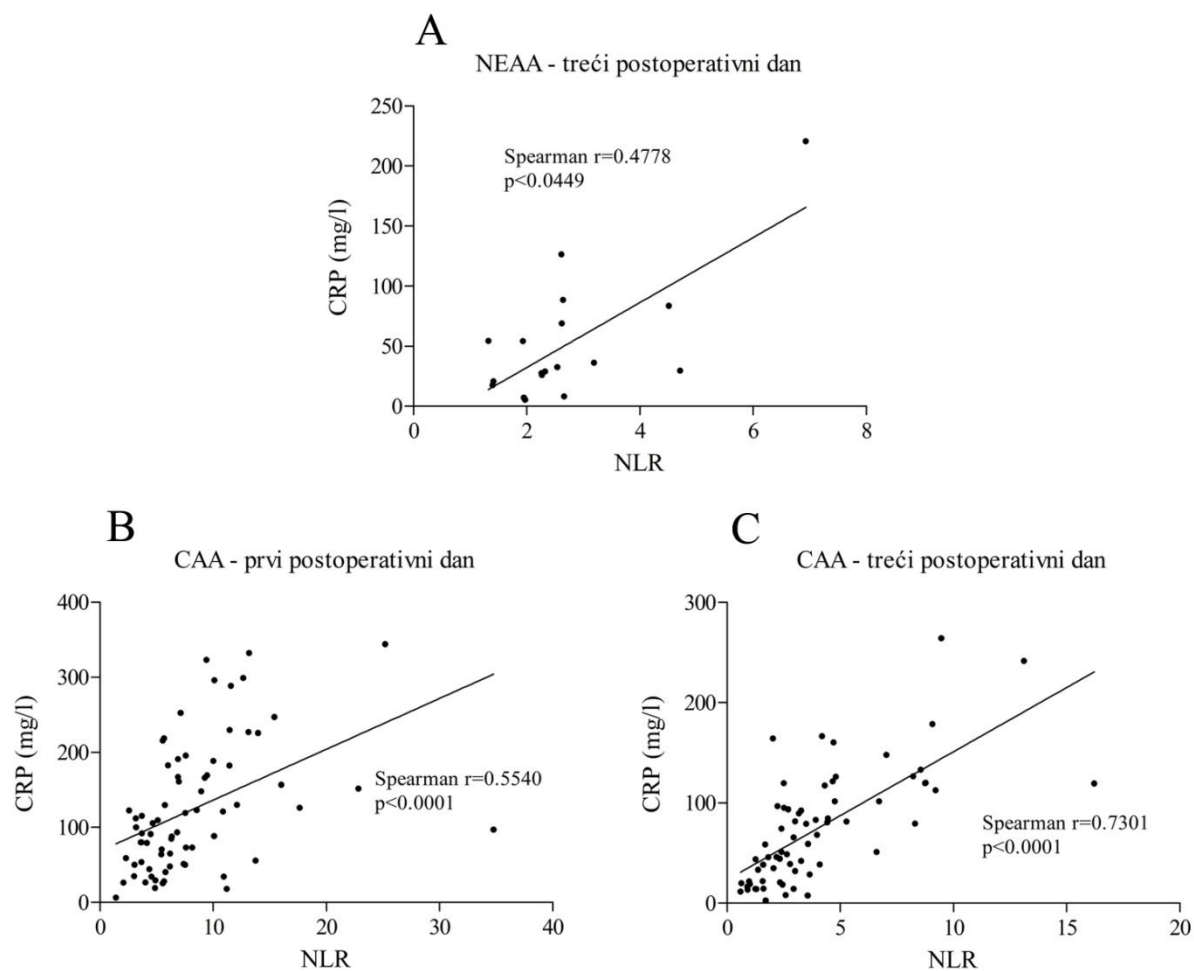 A
NEAA - treći postoperativni dan
250
200
150
100
50
0
CRP (mg/l)
Spearman r=0.4778
p<0.0449
0 2 4 6 8
NLR
B
CAA - prvi postoperativni dan
400
300
200
100
0
CRP (mg/l)
Spearman r=0.5540
p<0.0001
0 10 20 30 40
NLR
C
CAA - treći postoperativni dan
300
200
100
0
CRP (mg/l)
Spearman r=0.7301
p<0.0001
0 5 10 15 20
NLR